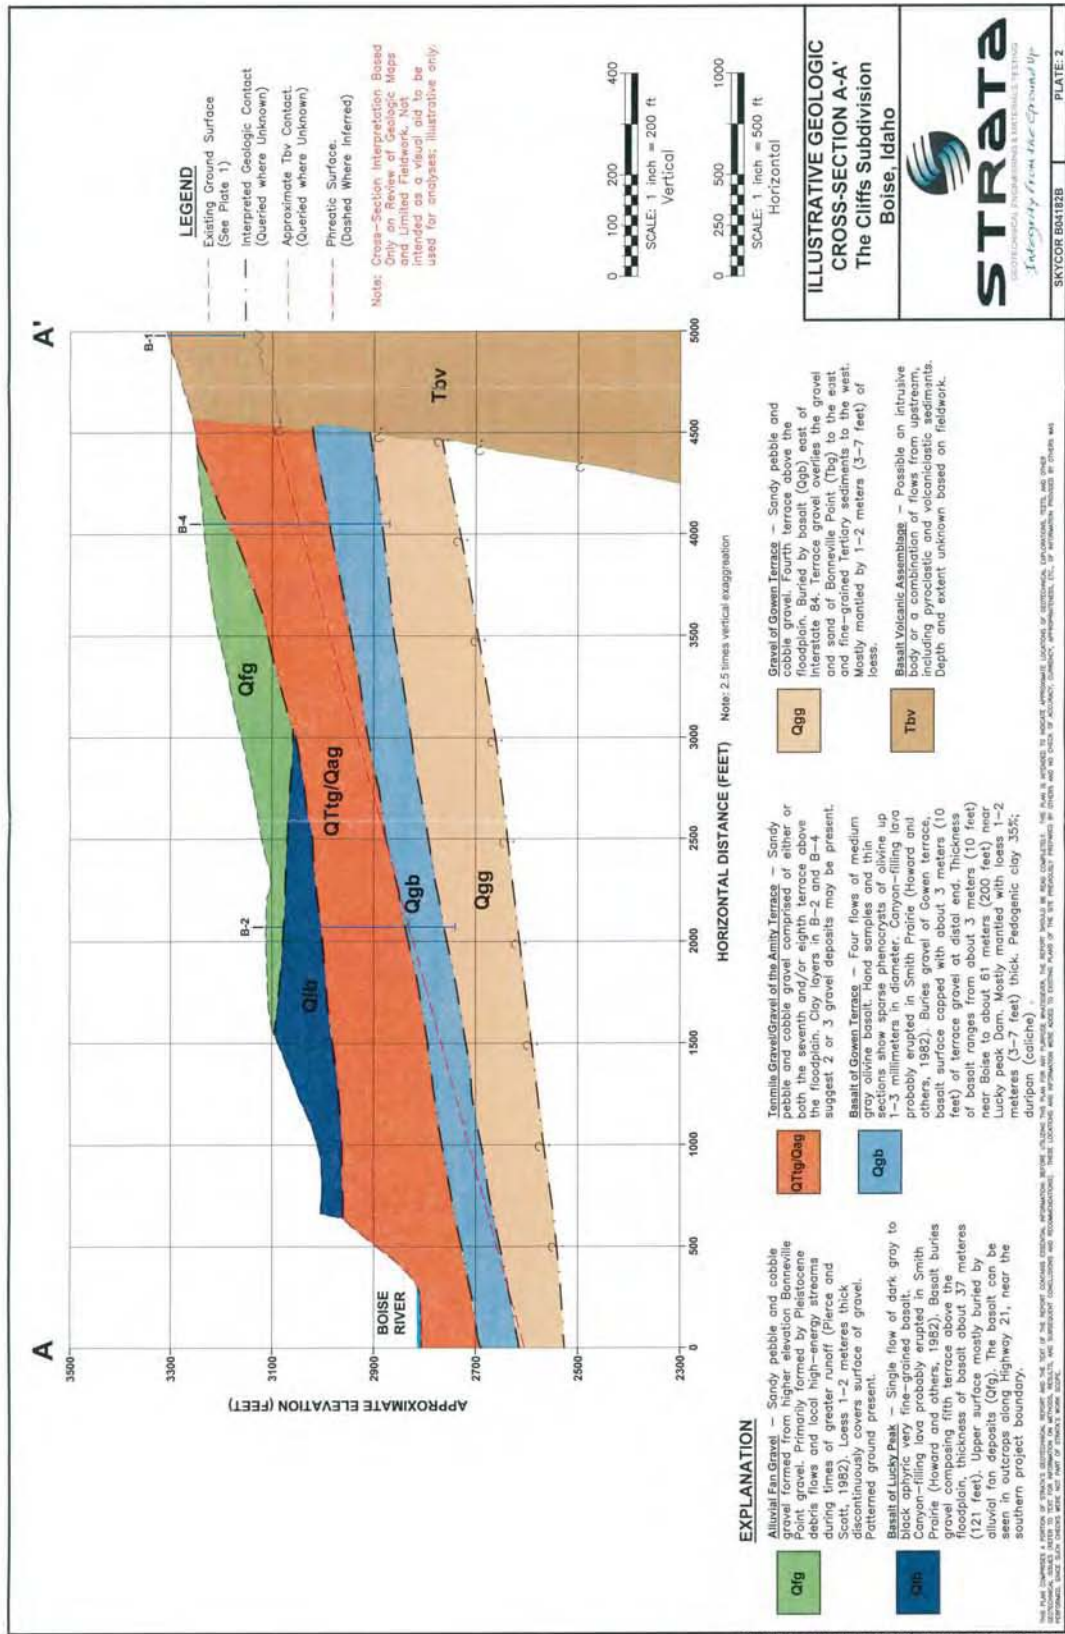 A
A'
3500
3300
3100
2900
2700
2500
2300
APPROXIMATE ELEVATION (FEET)
BOISE
RIVER
B-2
B-4
B-1
Qfg
Qlb
QTtg/Qag
Qgb
Qgg
Tbv
0
500
1000
1500
2000
2500
3000
3500
4000
4500
5000
HORIZONTAL DISTANCE (FEET)
Note: 2.5 times vertical exaggeration
LEGEND
Existing Ground Surface
(See Plate 1)
Interpreted Geologic Contact
(Queried where Unknown)
Approximate Tbv Contact.
(Queried where Unknown)
Phreatic Surface.
(Dashed Where Inferred)
Note: Cross-Section Interpretation Based
Only on Review of Geologic Maps
and Limited Fieldwork. Not
intended as a visual aid to be
used for analyses; illustrative only.
0 100 200 400
SCALE: 1 inch = 200 ft
Vertical
0 250 500 1000
SCALE: 1 inch = 500 ft
Horizontal
EXPLANATION
Qfg
Alluvial Fan Gravel – Sandy pebble and cobble
gravel formed from higher elevation Bonneville
Point gravel. Primarily formed by Pleistocene
debris flows and local high-energy streams
during times of greater runoff (Pierce and
Scott, 1982). Loess 1-2 meteres thick
discontinuously covers surface of gravel.
Patterned ground present.
Qlb
Basalt of Lucky Peak – Single flow of dark gray to
black aphyric very fine-grained basalt.
Canyon-filling lava probably erupted in Smith
Prairie (Howard and others, 1982). Basalt buries
gravel composing fifth terrace above the
floodplain, thickness of basalt about 37 meteres
(121 feet). Upper surface mostly buried by
alluvial fan deposits (Qfg). The basalt can be
seen in outcrops along Highway 21, near the
southern project boundary.
QTtg/Qag
Tenmile Gravel/Gravel of the Amity Terrace – Sandy
pebble and cobble gravel comprised of either or
both the seventh and/or eighth terrace above
the floodplain. Clay layers in B-2 and B-4
suggest 2 or 3 gravel deposits may be present.
Qgb
Basalt of Gowen Terrace – Four flows of medium
gray olivine basalt. Hand samples and thin
sections show sparse phenocrysts of olivine up
1-3 millimeters in diameter. Canyon-filling lava
probably erupted in Smith Prairie (Howard and
others, 1982). Buries gravel of Gowen terrace,
basalt surface capped with about 3 meters (10
feet) of terrace gravel at distal end. Thickness
of basalt ranges from about 3 meters (10 feet)
near Boise to about 61 meters (200 feet) near
Lucky peak Dam. Mostly mantled with loess 1-2
meteres (3-7 feet) thick. Pedogenic clay 35%;
duripan (caliche) .
Qgg
Gravel of Gowen Terrace – Sandy pebble and
cobble gravel. Fourth terrace above the
floodplain. Buried by basalt (Qgb) east of
Interstate 84. Terrace gravel overlies the gravel
and sand of Bonneville Point (Tbg) to the east
and fine-grained Tertiary sediments to the west.
Mostly mantled by 1-2 meters (3-7 feet) of
loess.
Tbv
Basalt Volcanic Assemblage – Possible an intrusive
body or a combination of flows from upstream,
including pyroclastic and volcaniclastic sediments.
Depth and extent unknown based on fieldwork.
ILLUSTRATIVE GEOLOGIC
CROSS-SECTION A-A'
The Cliffs Subdivision
Boise, Idaho
STRATA
GEOTECHNICAL ENGINEERING & MATERIALS TESTING
Integrity from the Ground Up
SKYCOR B04182B
PLATE: 2